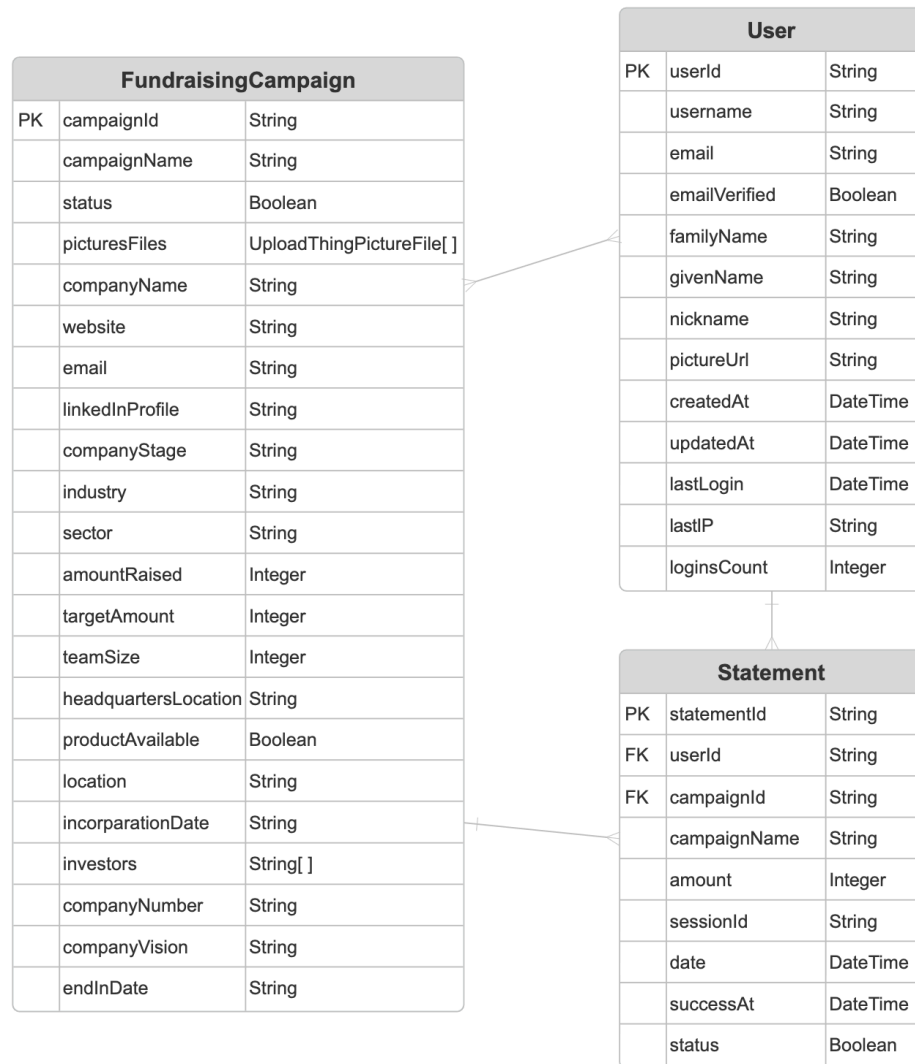 FundraisingCampaign
PK campaignId String
campaignName String
status Boolean
picturesFiles UploadThingPictureFile[ ]
companyName String
website String
email String
linkedInProfile String
companyStage String
industry String
sector String
amountRaised Integer
targetAmount Integer
teamSize Integer
headquartersLocation String
productAvailable Boolean
location String
incorparationDate String
investors String[ ]
companyNumber String
companyVision String
endInDate String
User
PK userId String
username String
email String
emailVerified Boolean
familyName String
givenName String
nickname String
pictureUrl String
createdAt DateTime
updatedAt DateTime
lastLogin DateTime
lastIP String
loginsCount Integer
Statement
PK statementId String
FK userId String
FK campaignId String
campaignName String
amount Integer
sessionId String
date DateTime
successAt DateTime
status Boolean